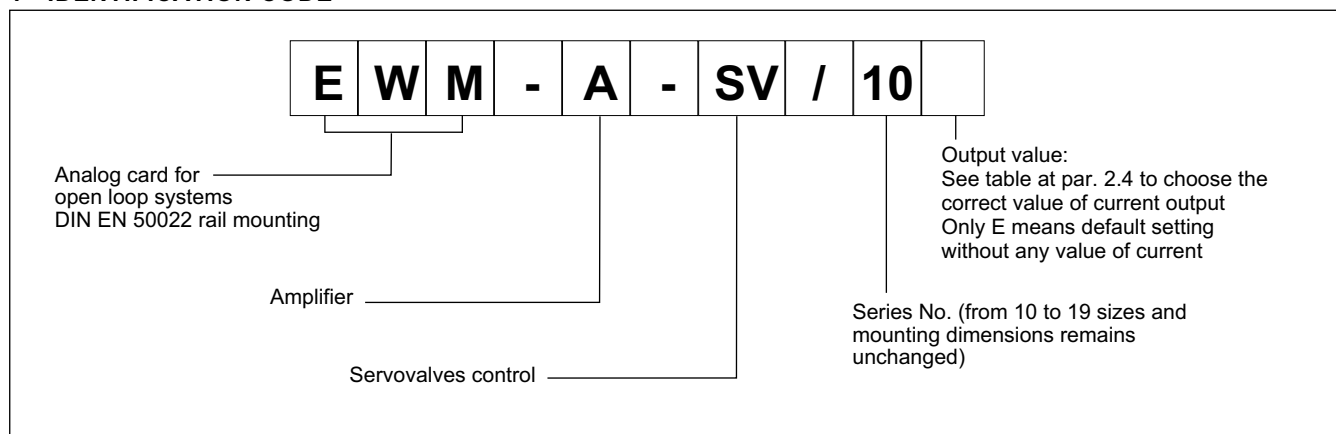 E W M - A - SV / 10
Analog card for
open loop systems
DIN EN 50022 rail mounting
Amplifier
Servovalves control
Output value:
See table at par. 2.4 to choose the
correct value of current output
Only E means default setting
without any value of current
Series No. (from 10 to 19 sizes and
mounting dimensions remains
unchanged)